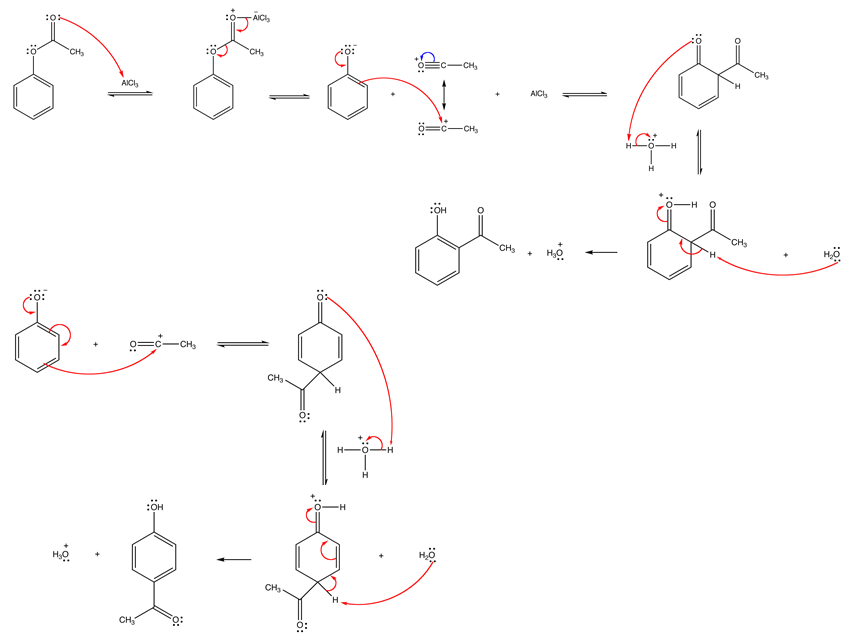 O
O
CH3
AlCl3
+
O
−
AlCl3
O
CH3
O
−
+
+
O
C
CH3
O
C
+
CH3
+
AlCl3
O
O
CH3
H
H
O
+
H
H
OH
O
CH3
+
H3O
+
+
O
H
O
CH3
H
+
H2O
O
−
+
O
C
+
CH3
O
CH3
H
O
H
O
+
H
H
H3O
+
+
OH
CH3
O
+
O
H
CH3
H
O
+
H2O